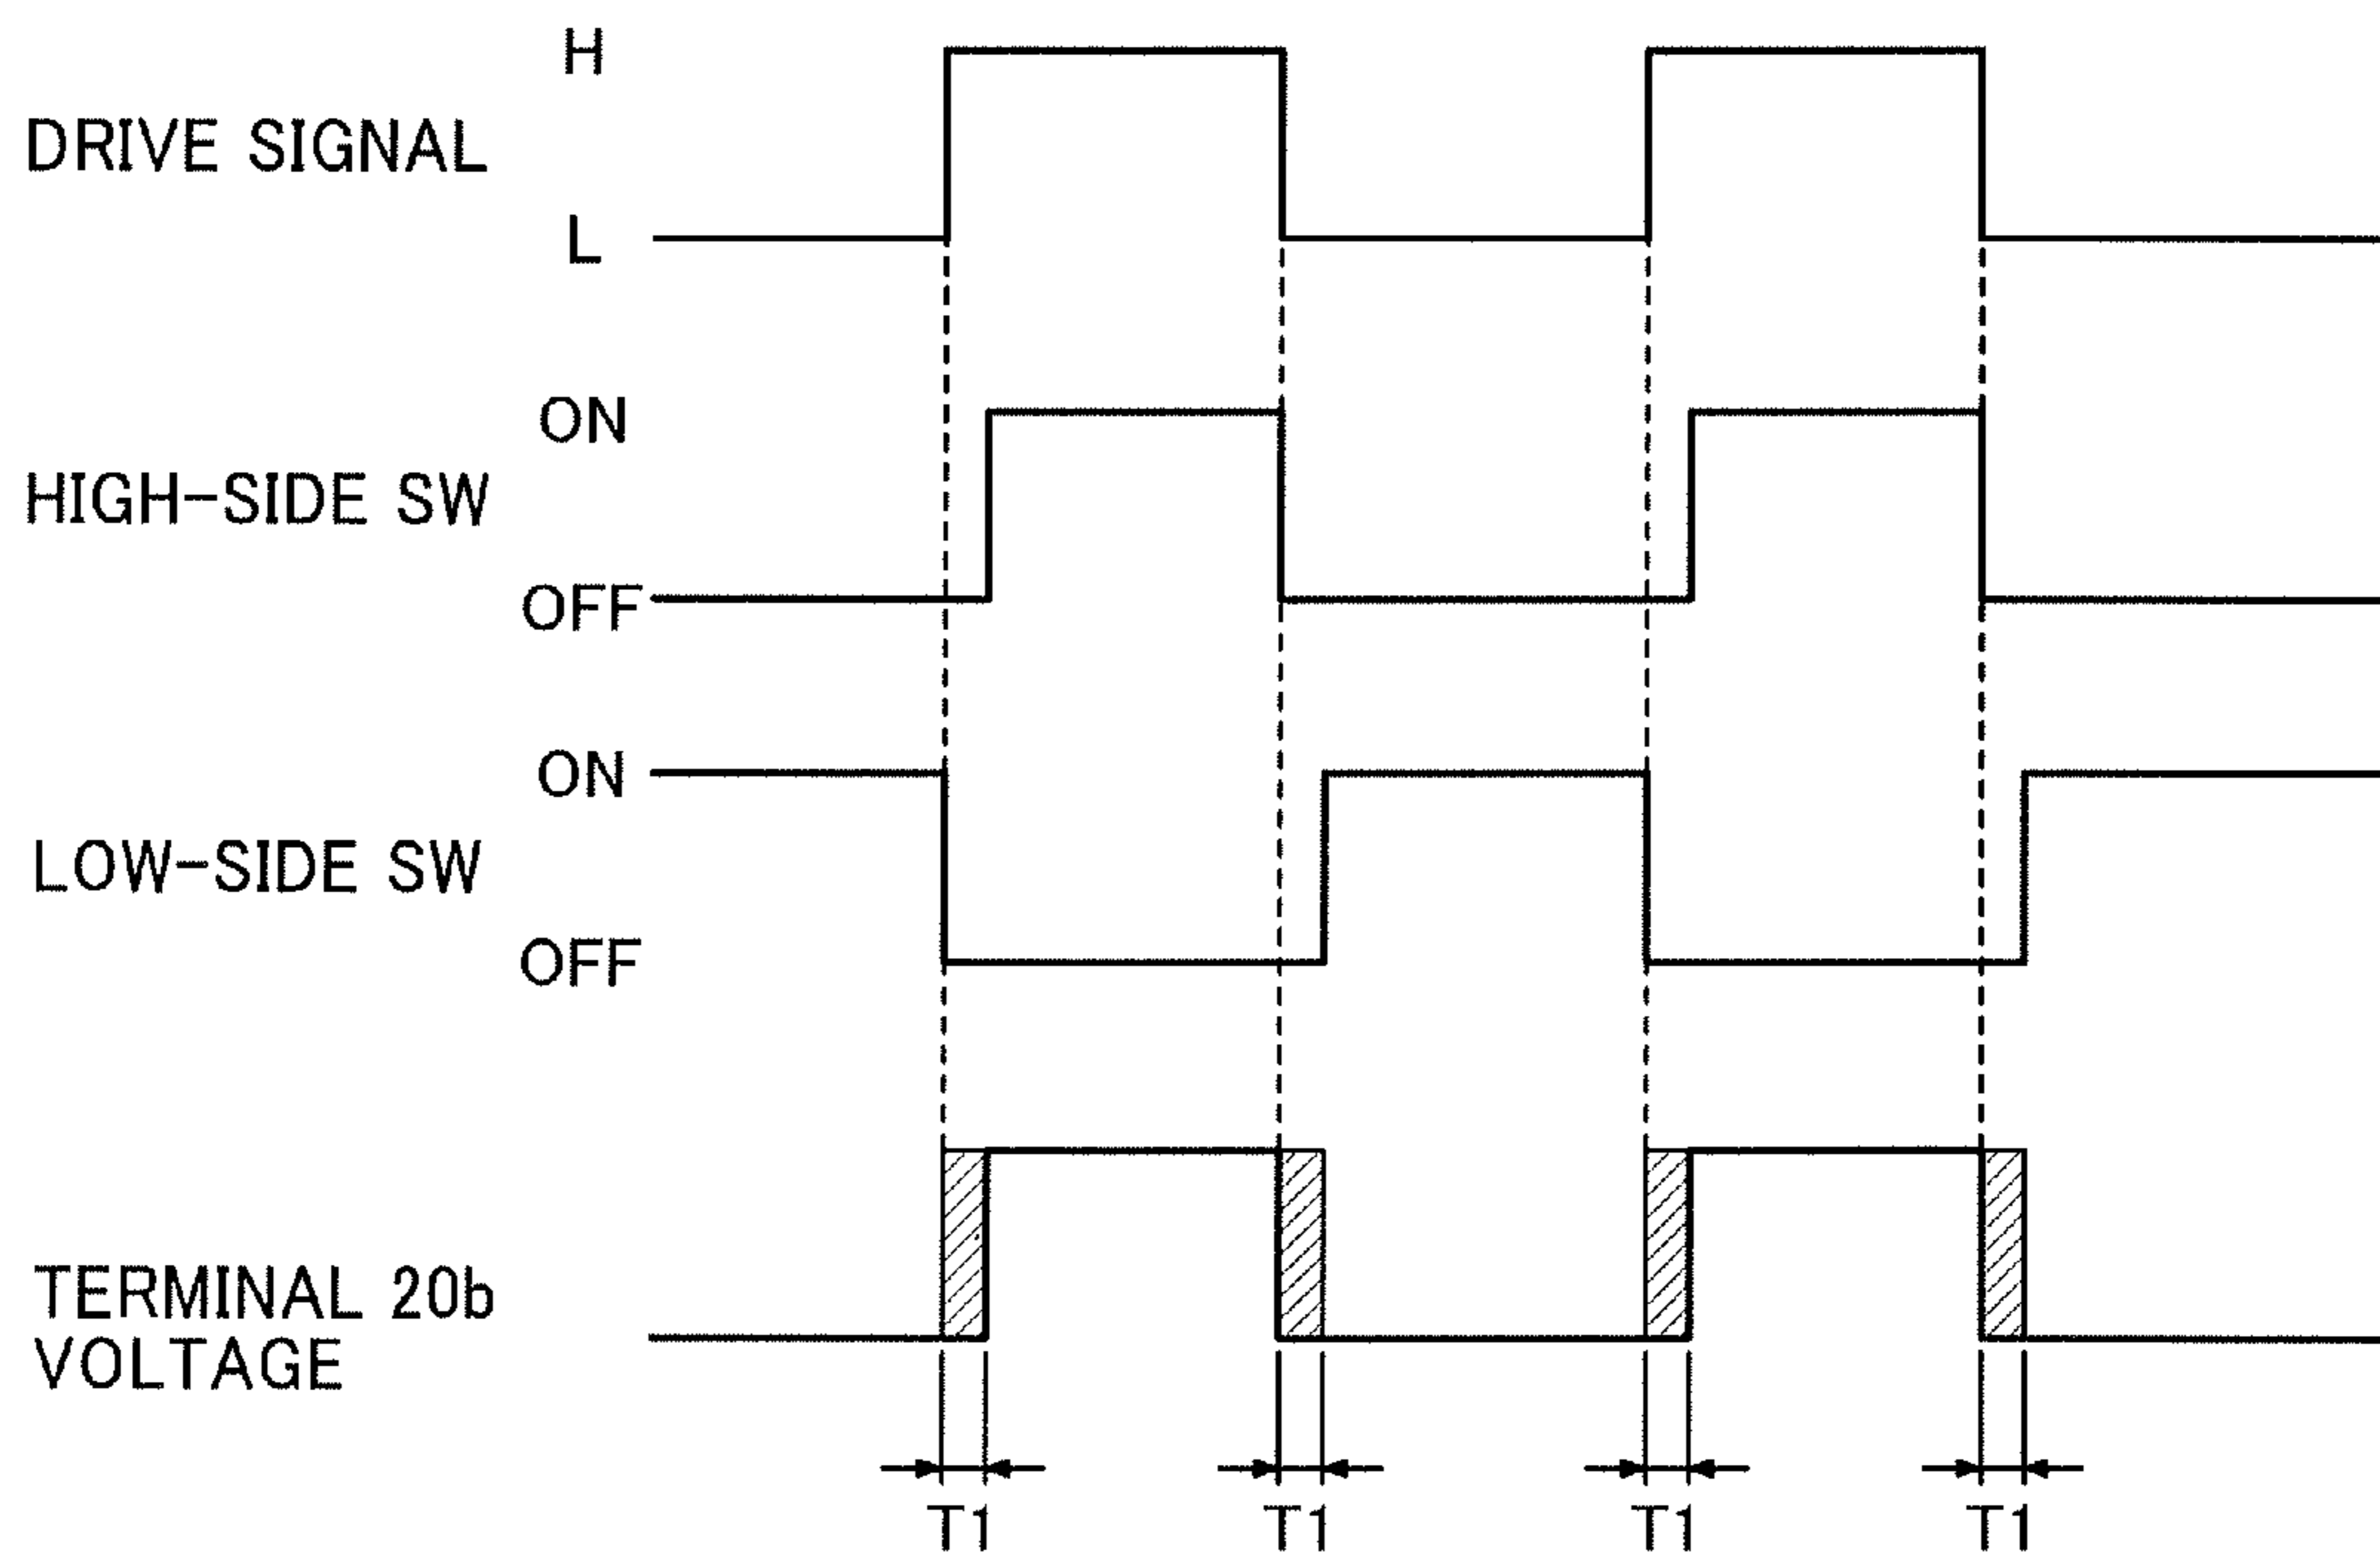 H
DRIVE SIGNAL
L
ON
HIGH-SIDE SW
OFF
ON
LOW-SIDE SW
OFF
TERMINAL 20b
VOLTAGE
T1 T1 T1 T1